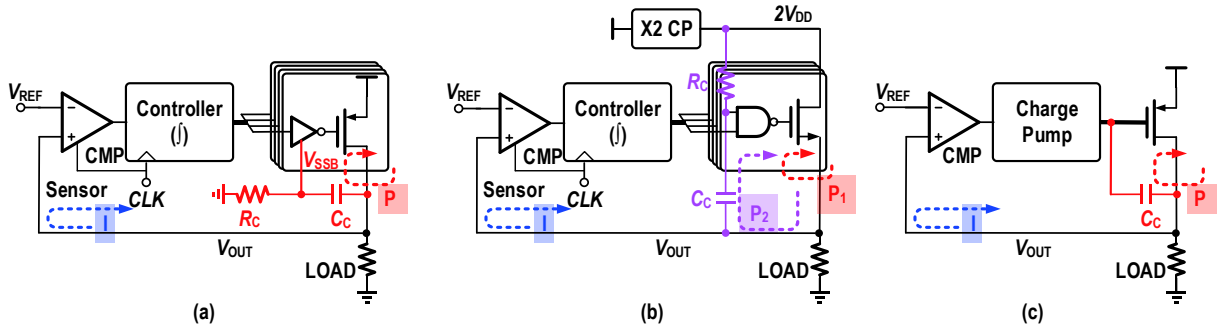 X2 CP
2VDD
VREF
−
+
CMP
Controller
(∫)
VSSB
P
Sensor
CLK
RC
CC
I
VOUT
LOAD
(a)
VREF
−
+
CMP
Controller
(∫)
RC
Sensor
CLK
CC
P2
P1
I
VOUT
LOAD
(b)
VREF
−
+
CMP
Charge
Pump
CC
P
I
VOUT
LOAD
(c)